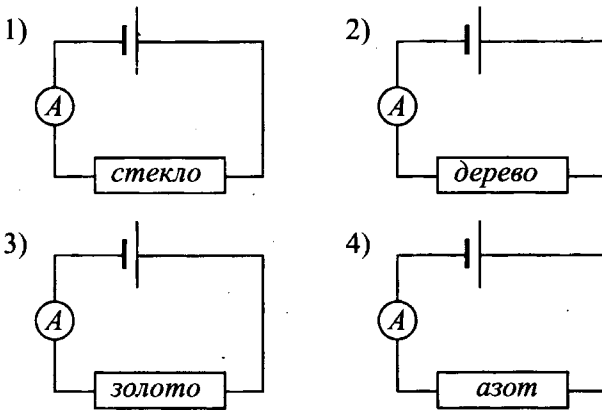 1)
2)
A
A
стекло
дерево
3)
4)
A
A
золото
азот